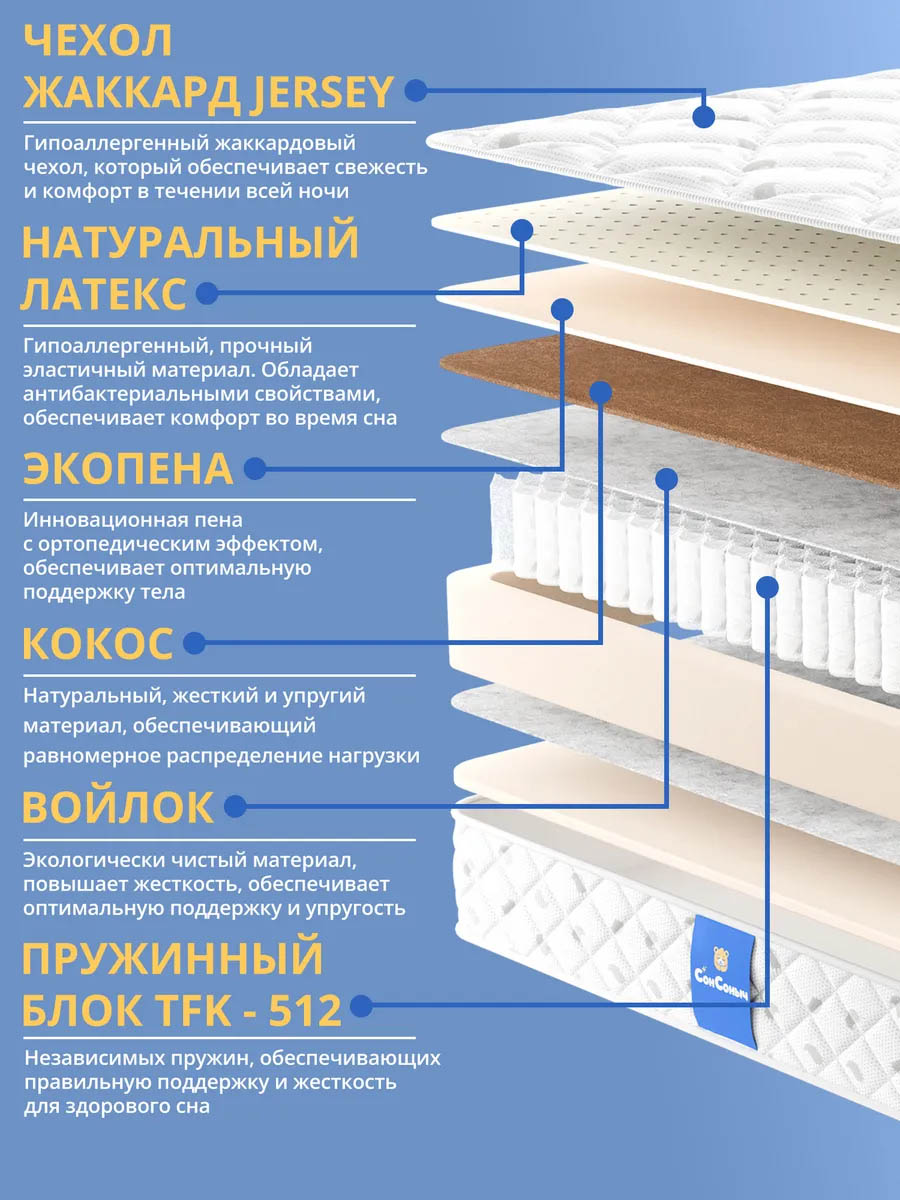 ЧЕХОЛ
ЖАККАРД JERSEY
Гипоаллергенный жаккардовый
чехол, который обеспечивает свежесть
и комфорт в течении всей ночи
НАТУРАЛЬНЫЙ
ЛАТЕКС
Гипоаллергенный, прочный
эластичный материал. Обладает
антибактериальными свойствами,
обеспечивает комфорт во время сна
ЭКОПЕНА
Инновационная пена
с ортопедическим эффектом,
обеспечивает оптимальную
поддержку тела
КОКОС
Натуральный, жесткий и упругий
материал, обеспечивающий
равномерное распределение нагрузки
ВОЙЛОК
Экологически чистый материал,
повышает жесткость, обеспечивает
оптимальную поддержку и упругость
ПРУЖИННЫЙ
БЛОК TFK - 512
Независимых пружин, обеспечивающих
правильную поддержку и жесткость
для здорового сна
СонСоныч